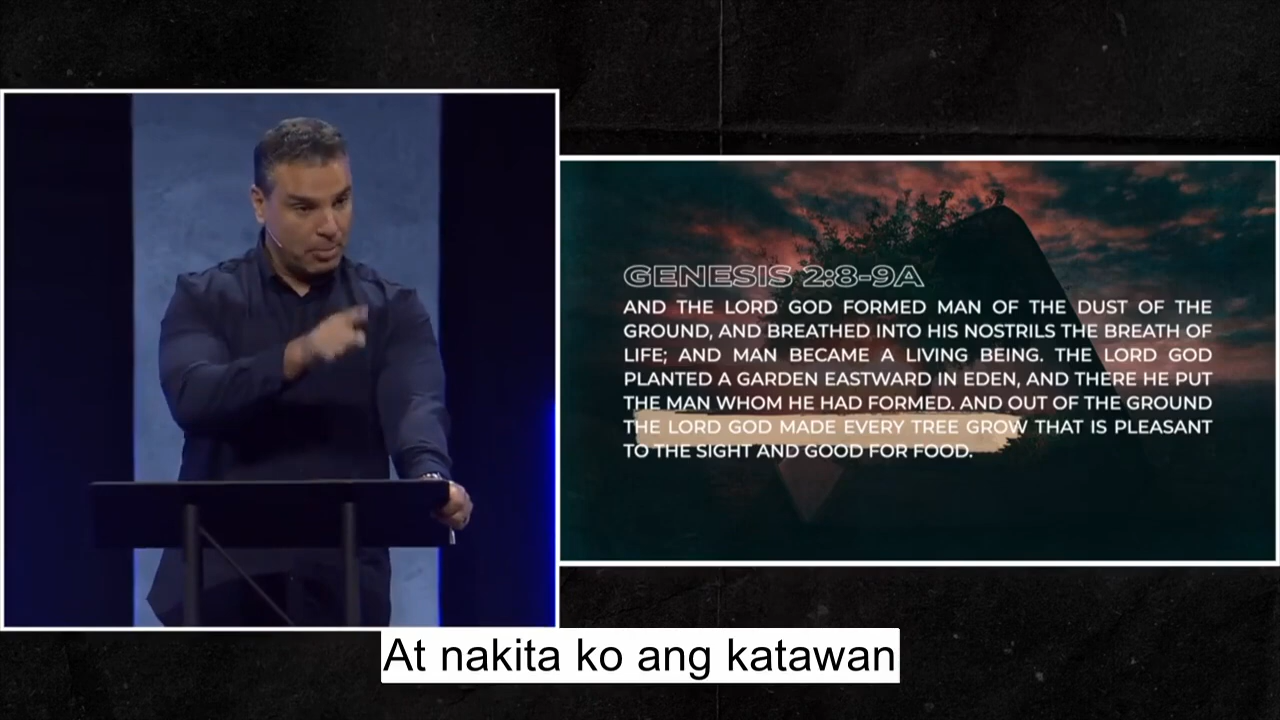 GENESIS 2:8-9A
AND THE LORD GOD FORMED MAN OF THE DUST OF THE
GROUND, AND BREATHED INTO HIS NOSTRILS THE BREATH OF
LIFE; AND MAN BECAME A LIVING BEING. THE LORD GOD
PLANTED A GARDEN EASTWARD IN EDEN, AND THERE HE PUT
THE MAN WHOM HE HAD FORMED. AND OUT OF THE GROUND
THE LORD GOD MADE EVERY TREE GROW THAT IS PLEASANT
TO THE SIGHT AND GOOD FOR FOOD.
At nakita ko ang katawan